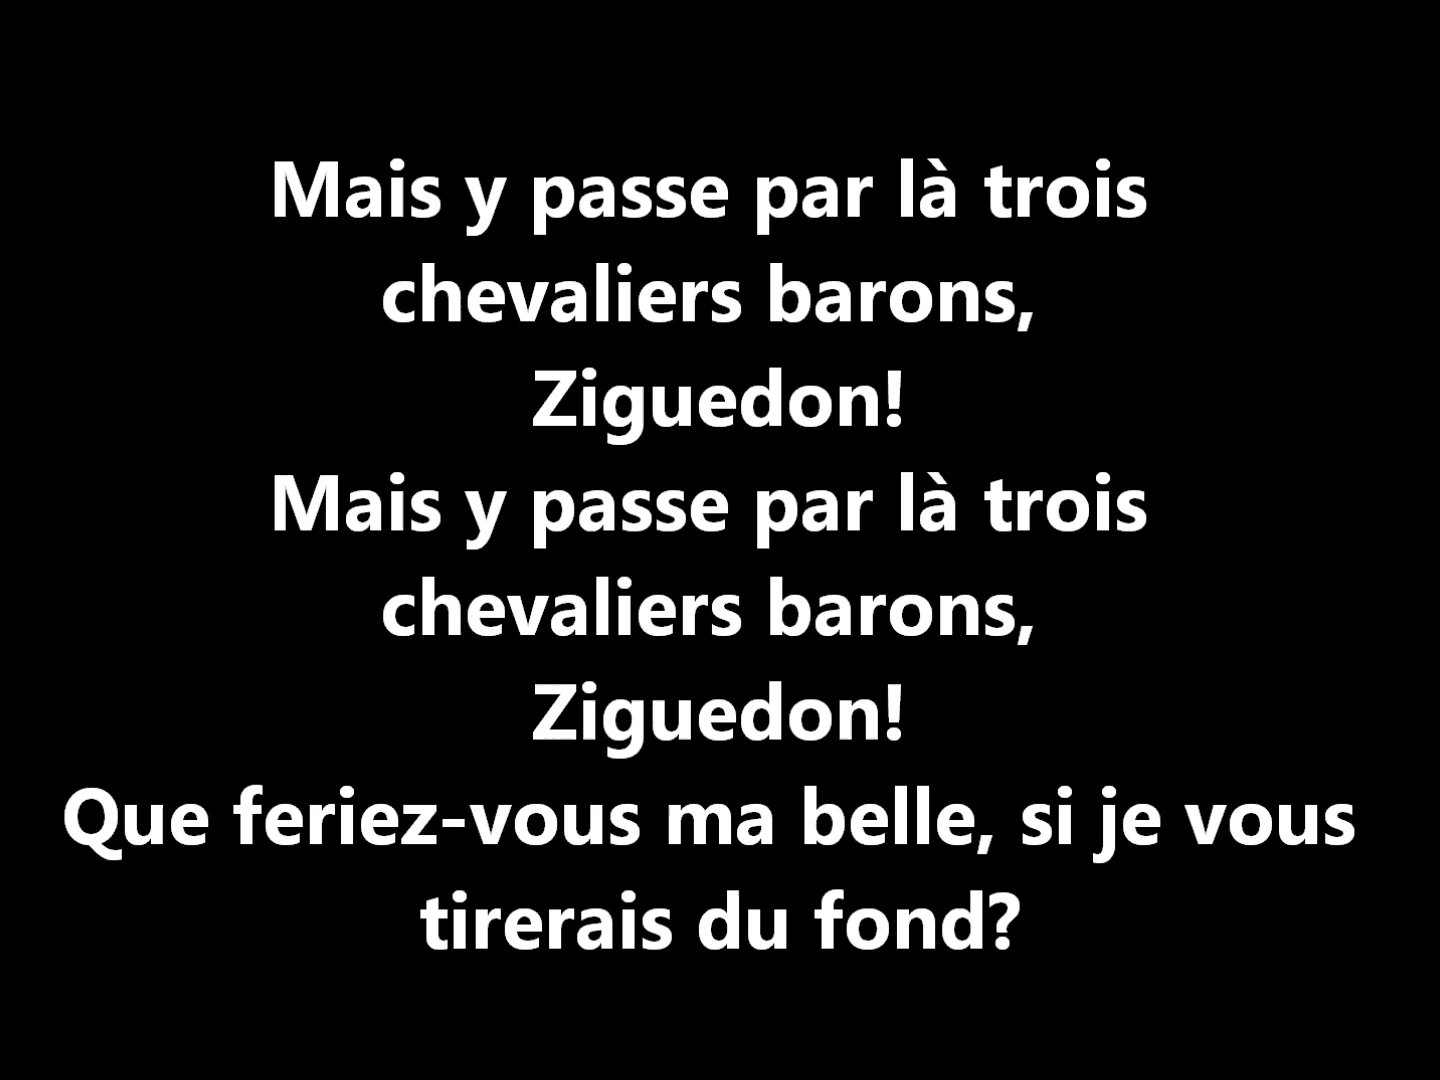 Mais y passe par là trois
chevaliers barons,
Ziguedon!
Mais y passe par là trois
chevaliers barons,
Ziguedon!
Que feriez-vous ma belle, si je vous
tirerais du fond?